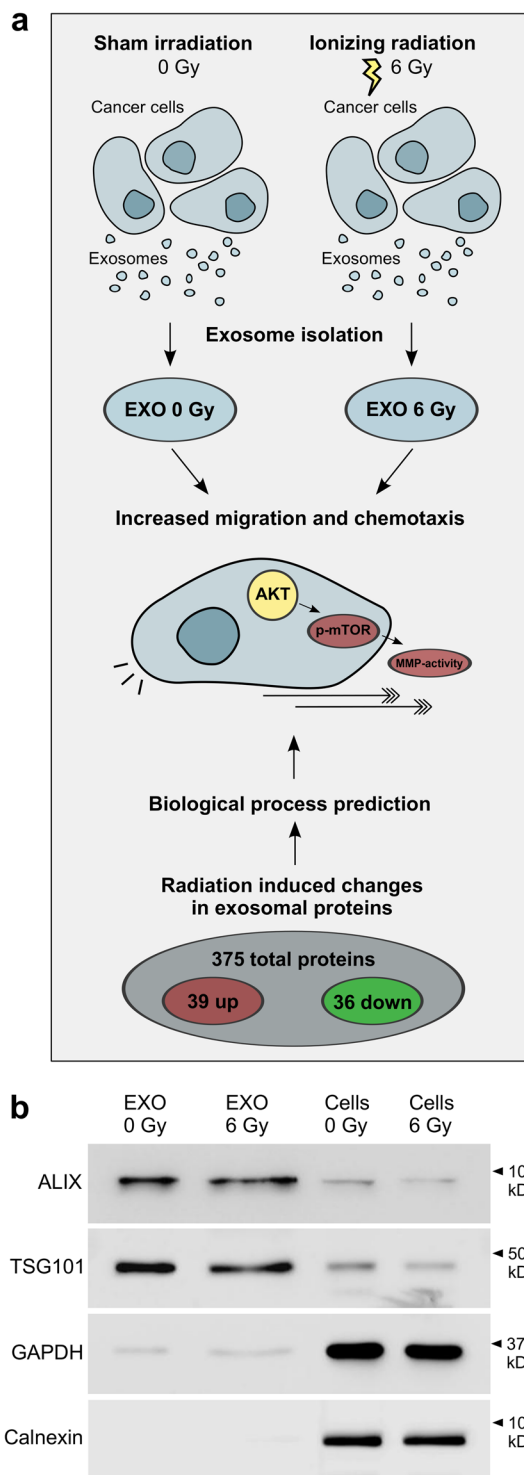 a
Sham irradiation
0 Gy
Ionizing radiation
6 Gy
Cancer cells
Cancer cells
Exosomes
Exosomes
Exosome isolation
EXO 0 Gy
EXO 6 Gy
Increased migration and chemotaxis
AKT
p-mTOR
MMP-activity
Biological process prediction
Radiation induced changes
in exosomal proteins
375 total proteins
39 up
36 down
b
EXO
0 Gy
EXO
6 Gy
Cells
0 Gy
Cells
6 Gy
ALIX
TSG101
50
GAPDH
37
Calnexin